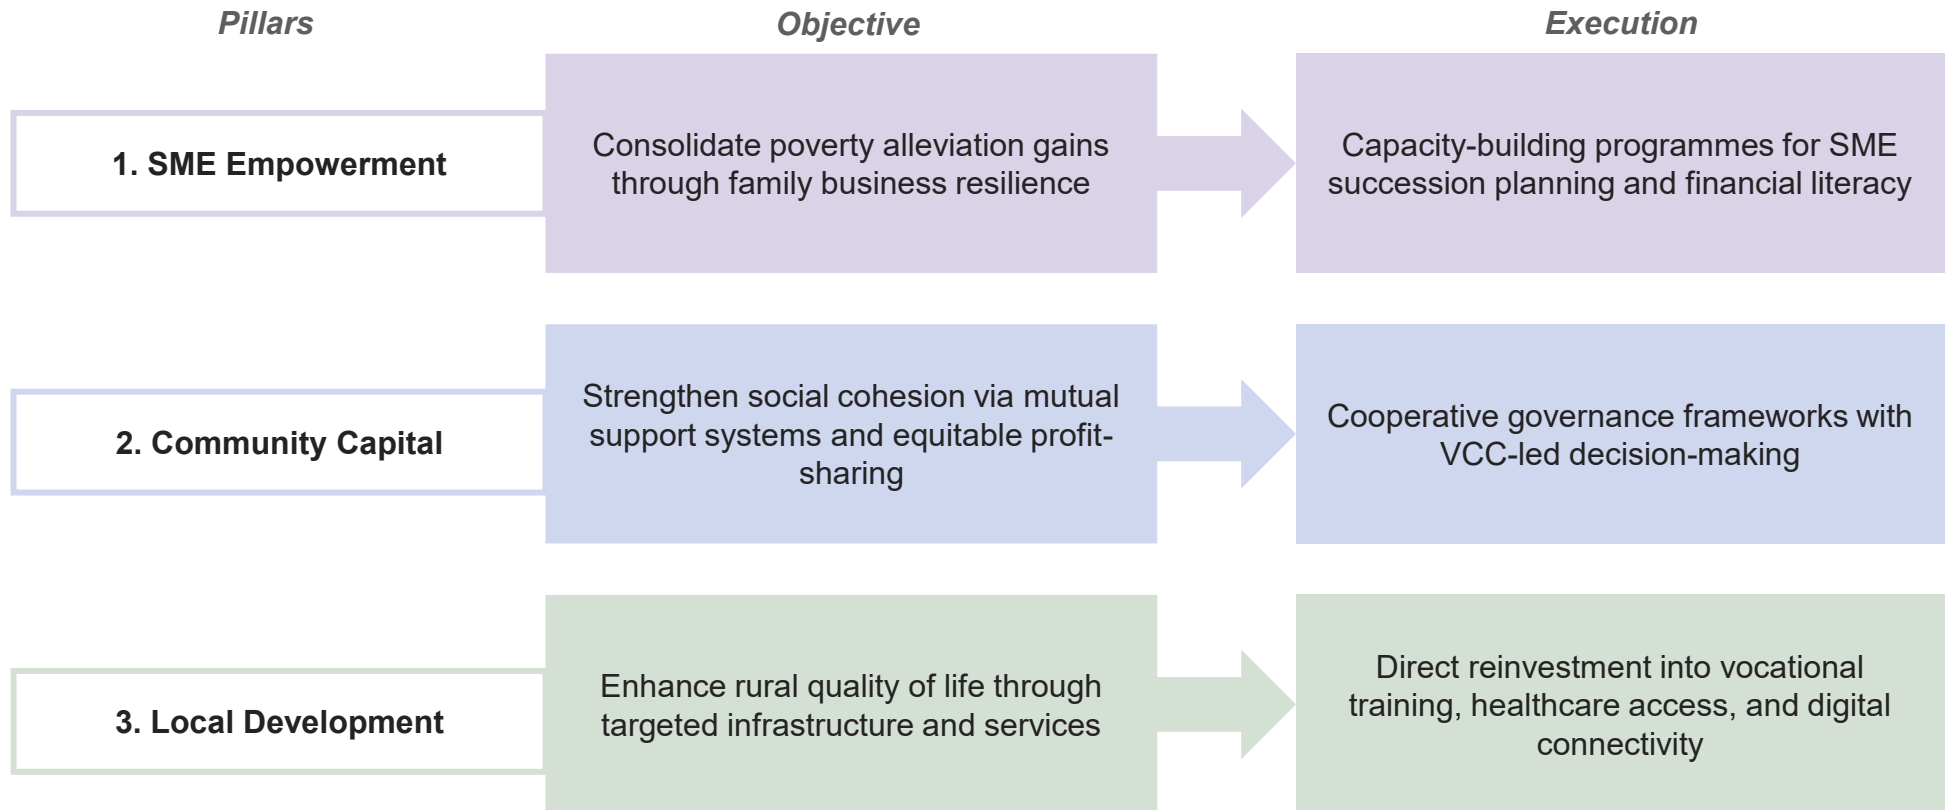 Pillars
Objective
Execution
1. SME Empowerment
Consolidate poverty alleviation gains
through family business resilience
Capacity-building programmes for SME
succession planning and financial literacy
2. Community Capital
Strengthen social cohesion via mutual
support systems and equitable profit-
sharing
Cooperative governance frameworks with
VCC-led decision-making
3. Local Development
Enhance rural quality of life through
targeted infrastructure and services
Direct reinvestment into vocational
training, healthcare access, and digital
connectivity